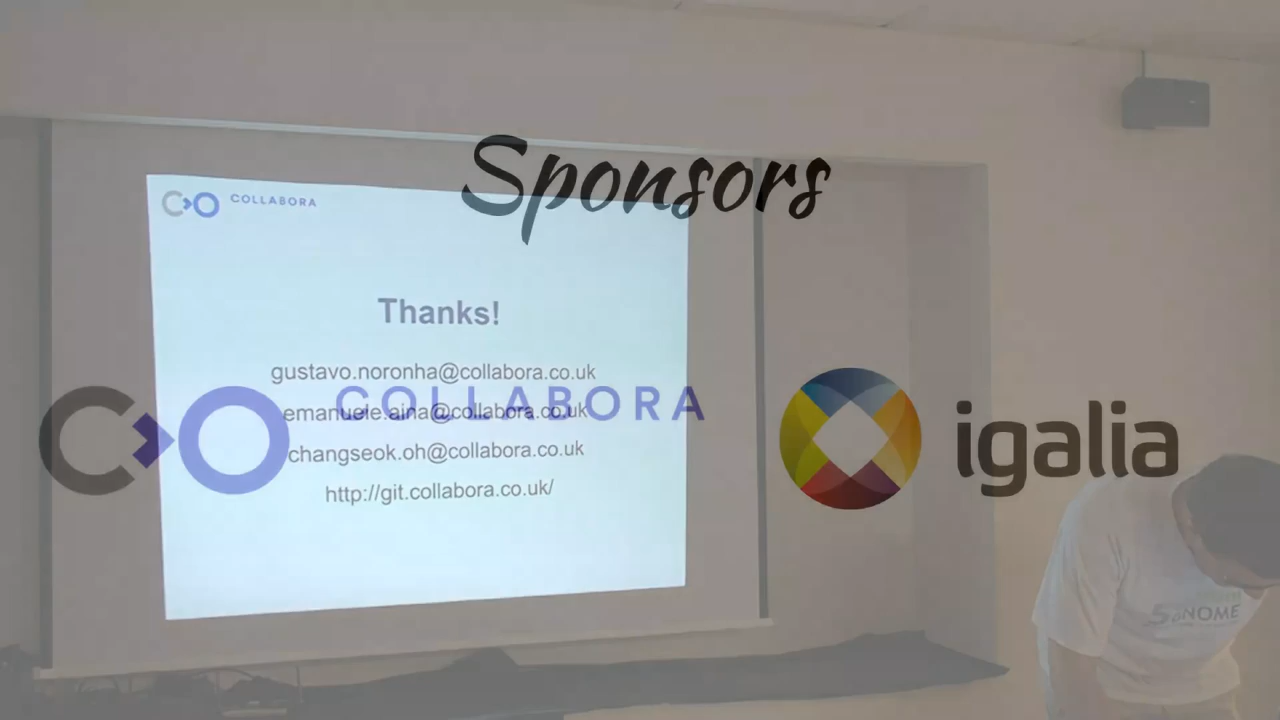 Sponsors
COLLABORA
Thanks!
gustavo.noronha@collabora.co.uk
emanuele.aina@collabora.co.uk
changseok.oh@collabora.co.uk
http://git.collabora.co.uk/
COLLABORA
igalia
GNOME